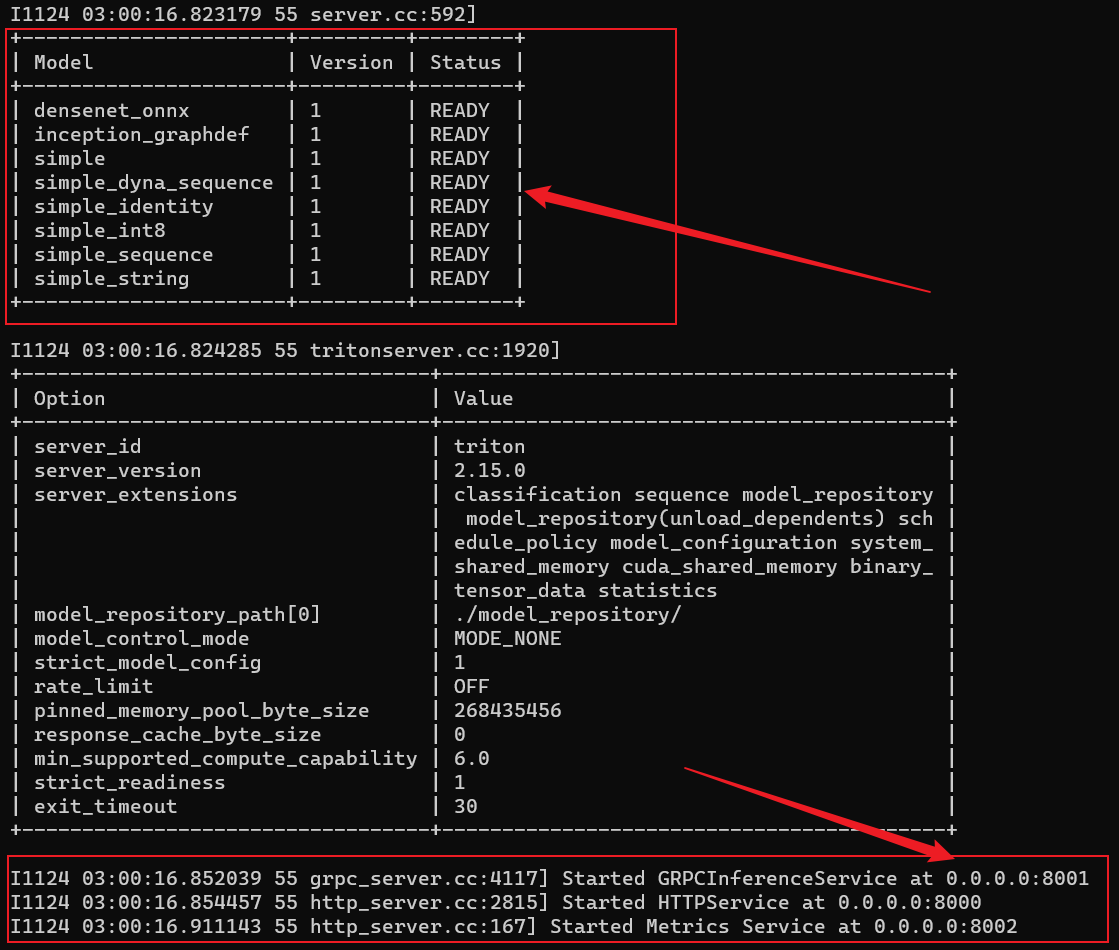 I1124 03:00:16.823179 55 server.cc:592]
+----------------------+---------+--------+
| Model                | Version | Status |
+----------------------+---------+--------+
| densenet_onnx        | 1       | READY  |
| inception_graphdef   | 1       | READY  |
| simple               | 1       | READY  |
| simple_dyna_sequence | 1       | READY  |
| simple_identity      | 1       | READY  |
| simple_int8          | 1       | READY  |
| simple_sequence      | 1       | READY  |
| simple_string        | 1       | READY  |
+----------------------+---------+--------+
I1124 03:00:16.824285 55 tritonserver.cc:1920]
+----------------------------------+------------------------------------------+
| Option                           | Value                                    |
+----------------------------------+------------------------------------------+
| server_id                        | triton                                   |
| server_version                   | 2.15.0                                   |
| server_extensions                | classification sequence model_repository |
|                                  |  model_repository(unload_dependents) sch |
|                                  | edule_policy model_configuration system_ |
|                                  | shared_memory cuda_shared_memory binary_ |
|                                  | tensor_data statistics                   |
| model_repository_path[0]         | ./model_repository/                      |
| model_control_mode               | MODE_NONE                                |
| strict_model_config              | 1                                        |
| rate_limit                       | OFF                                      |
| pinned_memory_pool_byte_size     | 268435456                                |
| response_cache_byte_size         | 0                                        |
| min_supported_compute_capability | 6.0                                      |
| strict_readiness                 | 1                                        |
| exit_timeout                     | 30                                       |
+----------------------------------+------------------------------------------+
I1124 03:00:16.852039 55 grpc_server.cc:4117] Started GRPCInferenceService at 0.0.0.0:8001
I1124 03:00:16.854457 55 http_server.cc:2815] Started HTTPService at 0.0.0.0:8000
I1124 03:00:16.911143 55 http_server.cc:167] Started Metrics Service at 0.0.0.0:8002